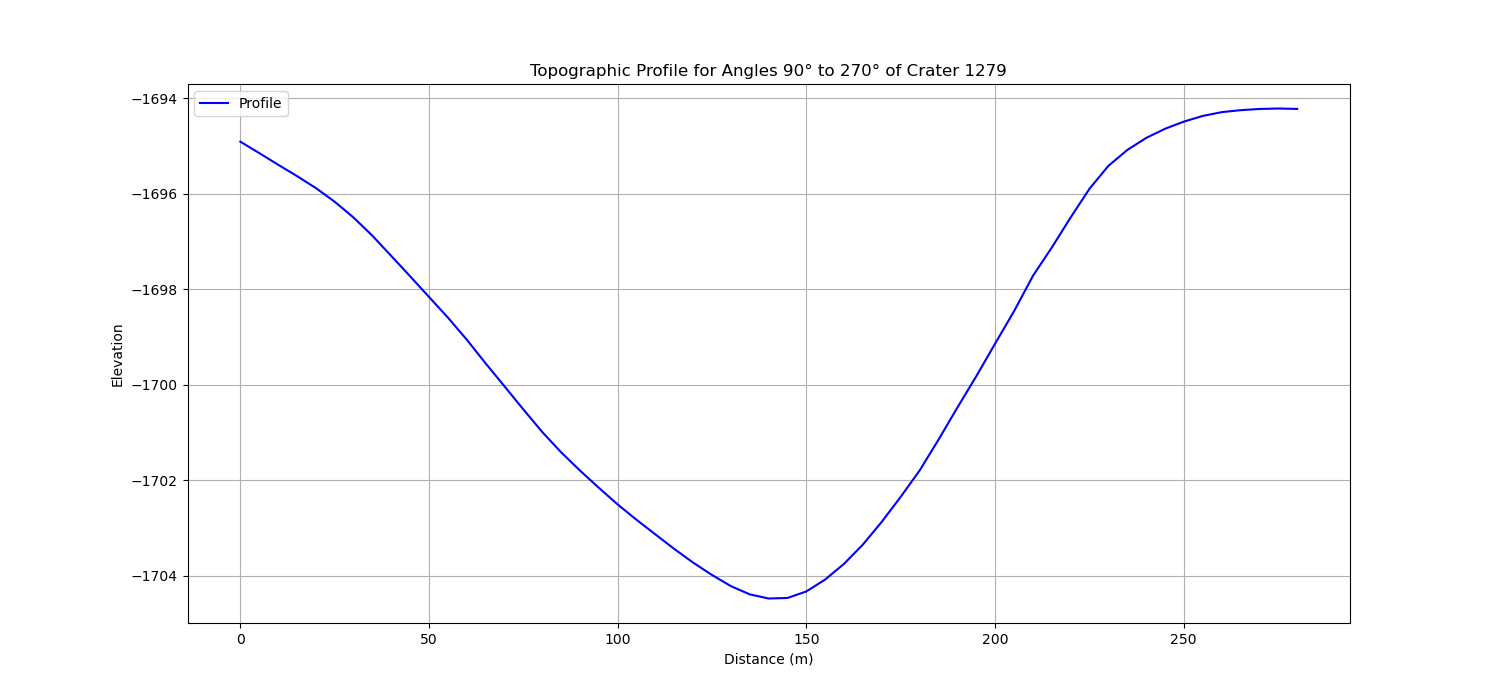 Topographic Profile for Angles 90° to 270° of Crater 1279
Profile
−1694
−1696
−1698
−1700
−1702
−1704
Elevation
0 50 100 150 200 250
Distance (m)